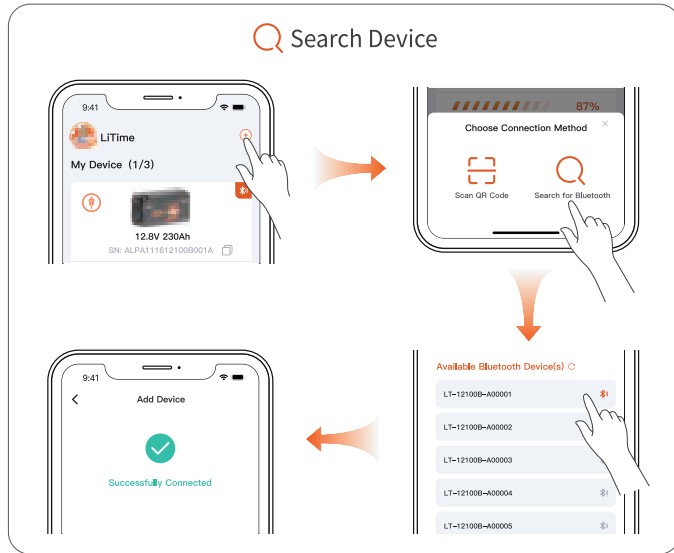 Search Device
9:41
LiTime
My Device (1/3)
12.8V 230Ah
SN: ALPA111612100B001A
87%
Choose Connection Method
Scan QR Code
Search for Bluetooth
9:41
Add Device
Successfully Connected
Available Bluetooth Device(s)
LT-12100B-A00001
LT-12100B-A00002
LT-12100B-A00003
LT-12100B-A00004
LT-12100B-A00005